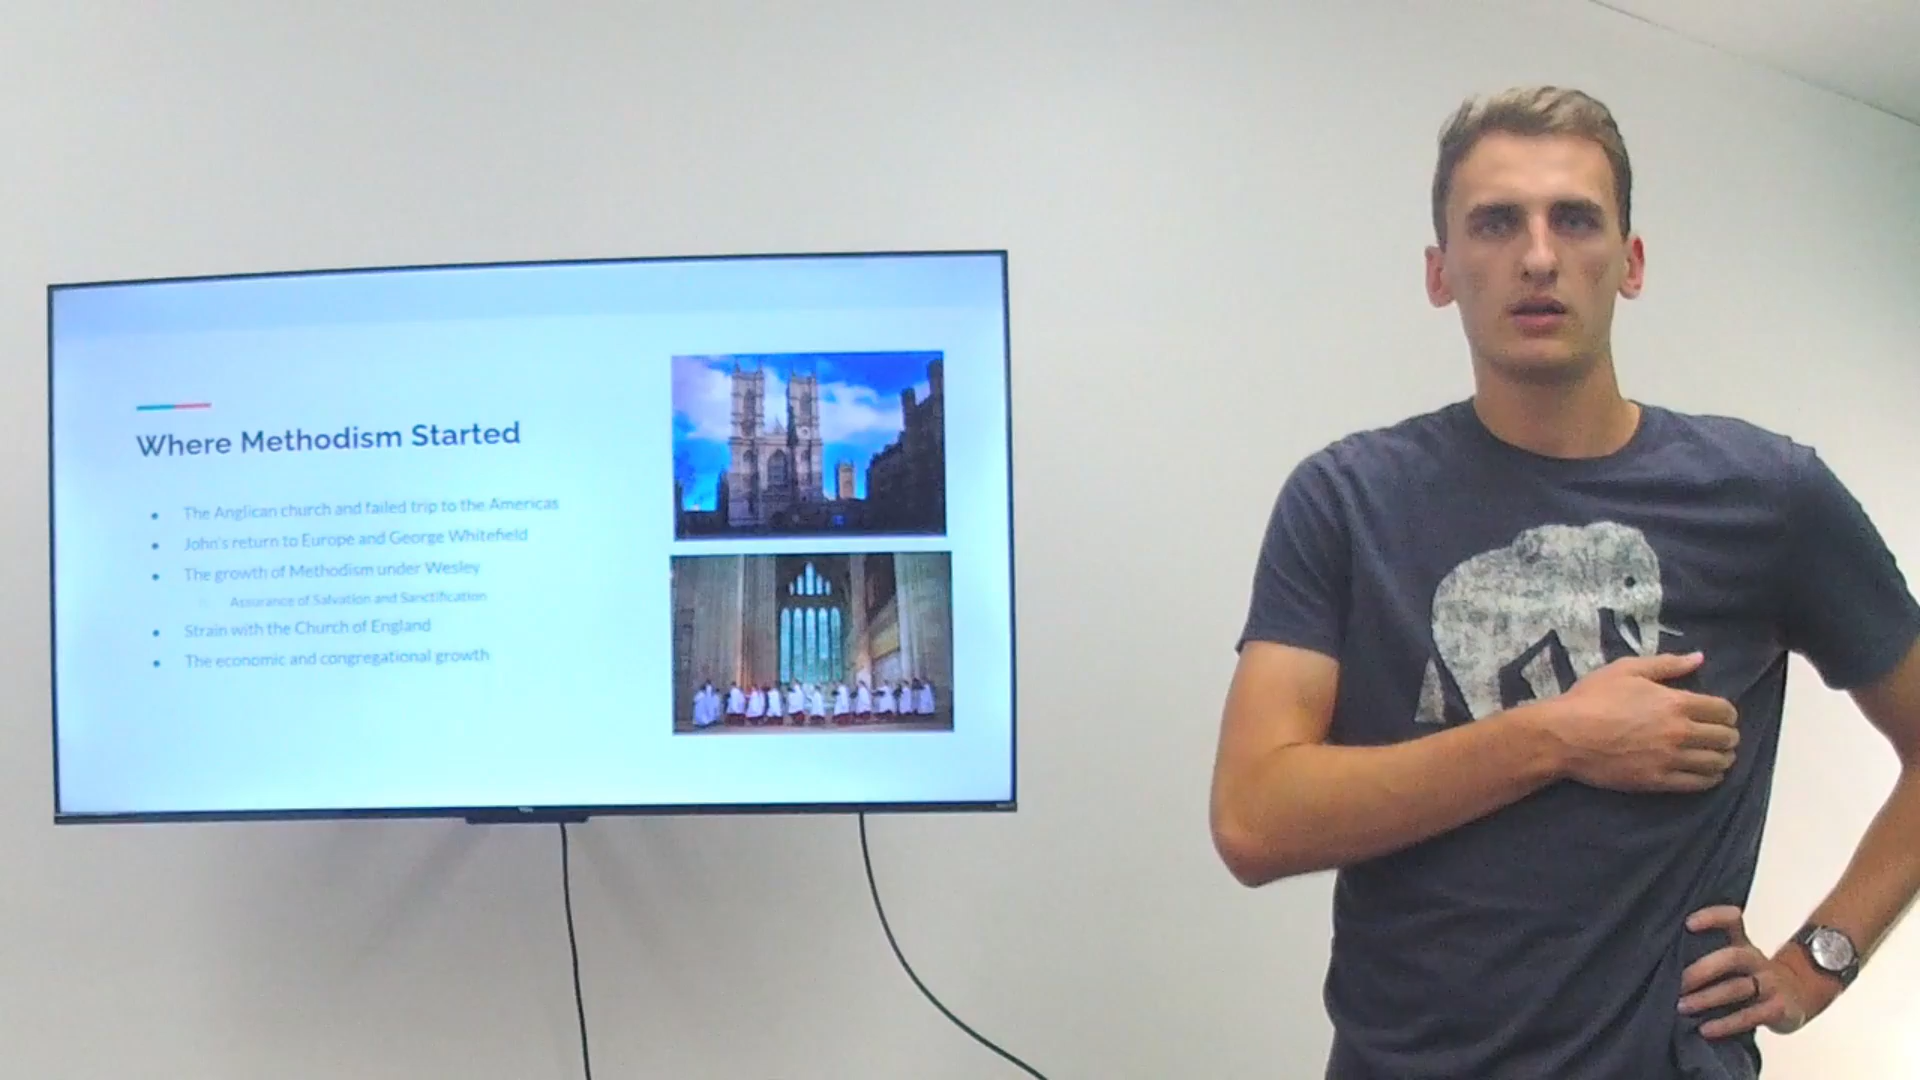 Where Methodism Started
The Anglican church and failed trip to the Americas
John's return to Europe and George Whitefield
The growth of Methodism under Wesley
Assurance of Salvation and Sanctification
Strain with the Church of England
The economic and congregational growth